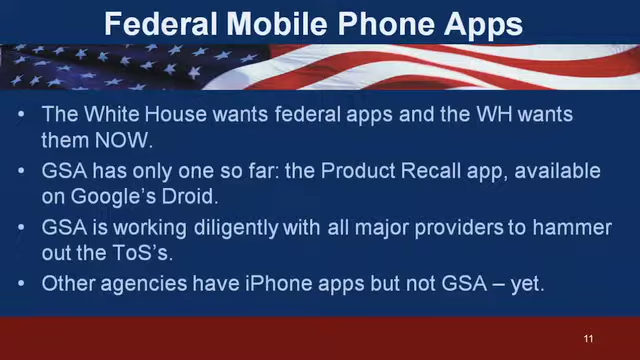 Federal Mobile Phone Apps
• The White House wants federal apps and the WH wants
them NOW.
• GSA has only one so far: the Product Recall app, available
on Google's Droid.
• GSA is working diligently with all major providers to hammer
out the ToS's.
• Other agencies have iPhone apps but not GSA – yet.
11